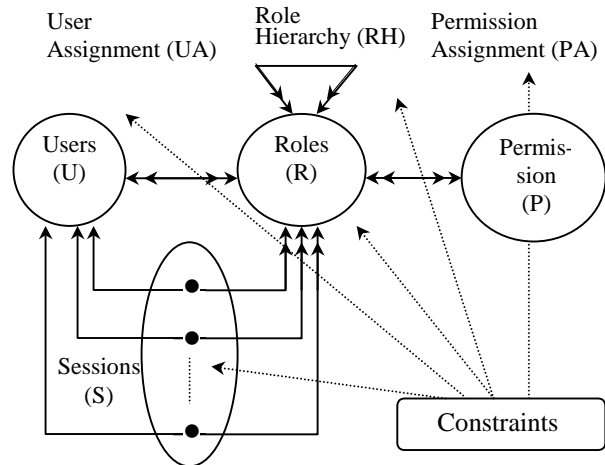 User
Assignment (UA)
Role
Hierarchy (RH)
Permission
Assignment (PA)
Users
(U)
Roles
(R)
Permis-
sion
(P)
Sessions
(S)
Constraints